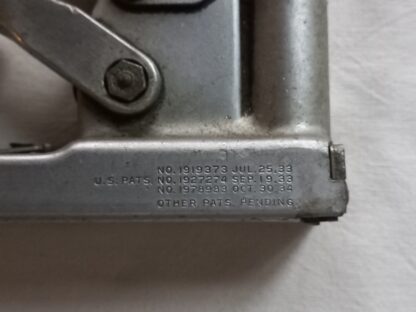 NO. 1919373 JUL. 25. 33
U.S. PATS. NO. 1927274 SEP. 19. 33
NO. 1978983 OCT. 30. 34
OTHER PATS. PENDING